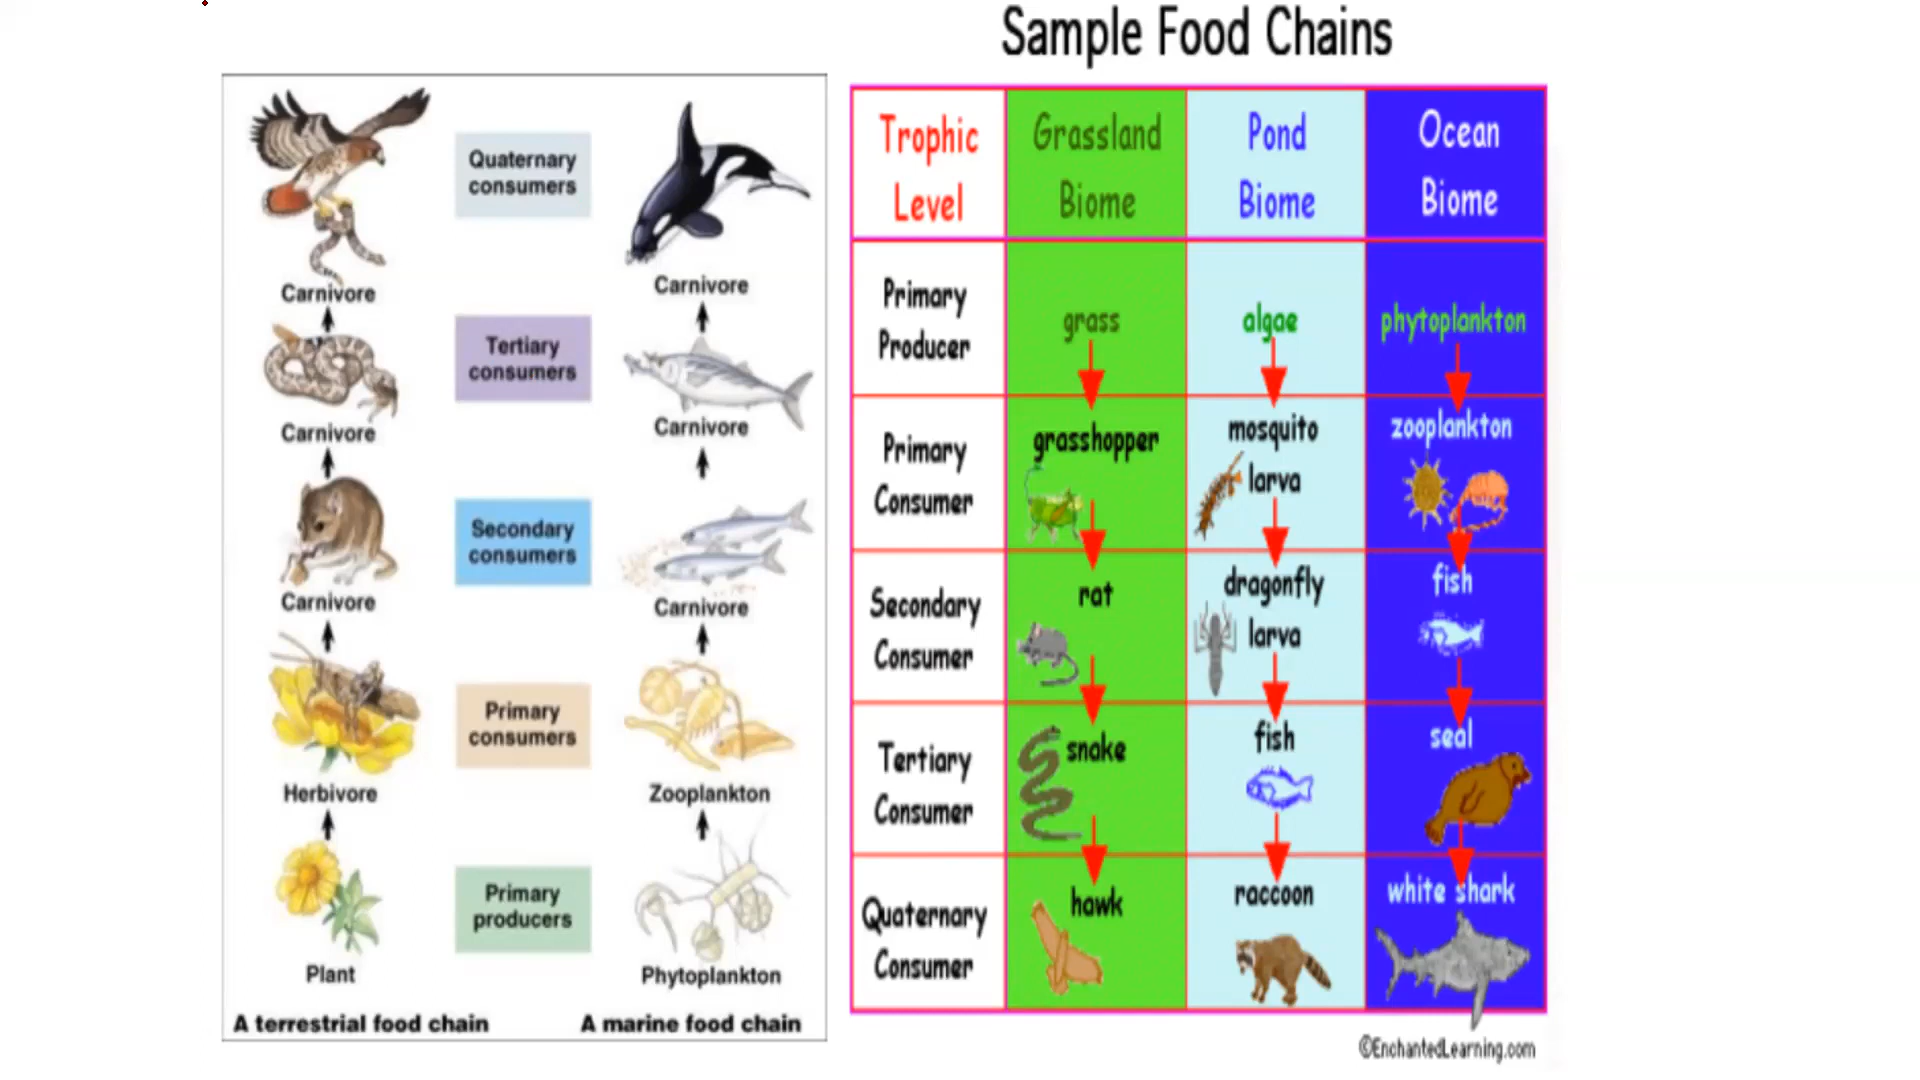 Sample Food Chains
Quaternary
consumers
Carnivore
Carnivore
Tertiary
consumers
Carnivore
Carnivore
Secondary
consumers
Carnivore
Carnivore
Primary
consumers
Herbivore
Zooplankton
Primary
producers
Plant
Phytoplankton
A terrestrial food chain
A marine food chain
Trophic
Level
Grassland
Biome
Pond
Biome
Ocean
Biome
Primary
Producer
grass
algae
phytoplankton
Primary
Consumer
grasshopper
mosquito
larva
zooplankton
Secondary
Consumer
rat
dragonfly
larva
fish
Tertiary
Consumer
snake
fish
seal
Quaternary
Consumer
hawk
raccoon
white shark
©EnchantedLearning.com